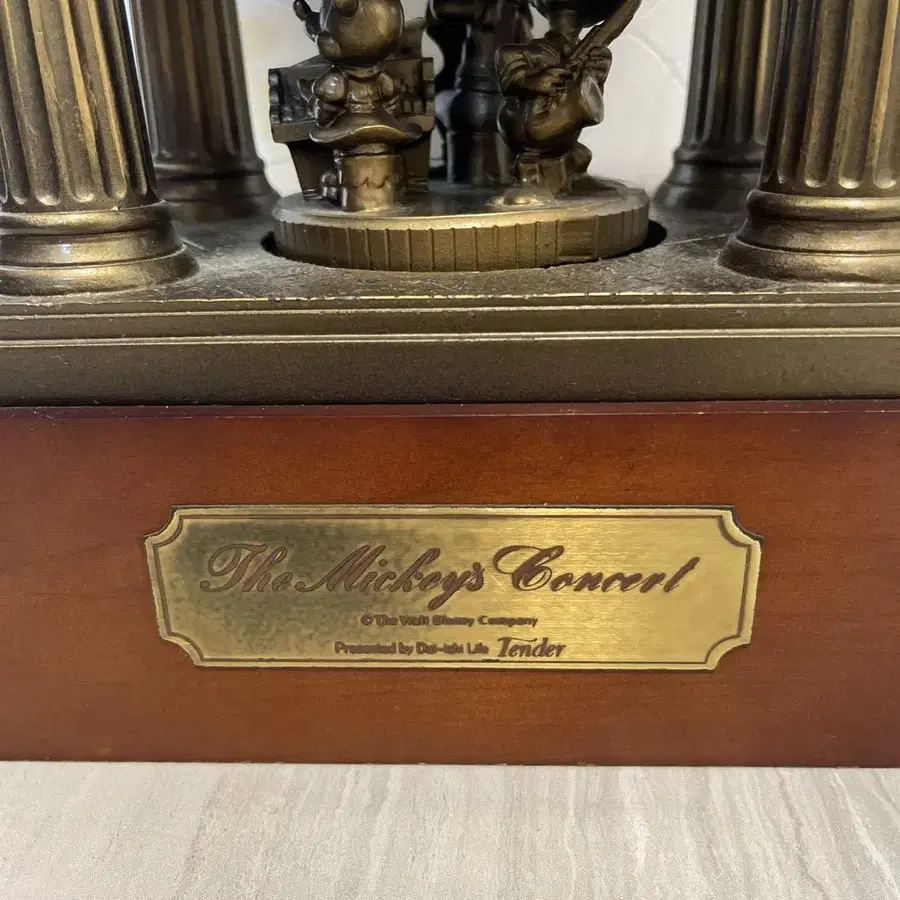 The Mickey's Concert
© The Walt Disney Company
Presented by Dai-ichi Life Tender